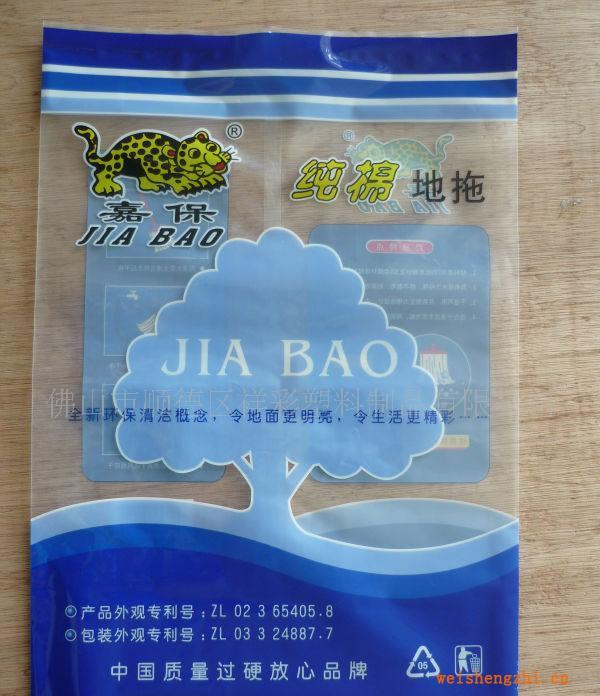 ®
嘉保
JIA BAO
纯棉 地拖
JIA BAO
佛山市顺德区祥彩塑料制品有限
全新环保清洁概念，令地面更明亮，令生活更精彩……
产品外观专利号：ZL 02 3 65405.8
包装外观专利号：ZL 03 3 24887.7
中国质量过硬放心品牌
05
weishengzhi.cn